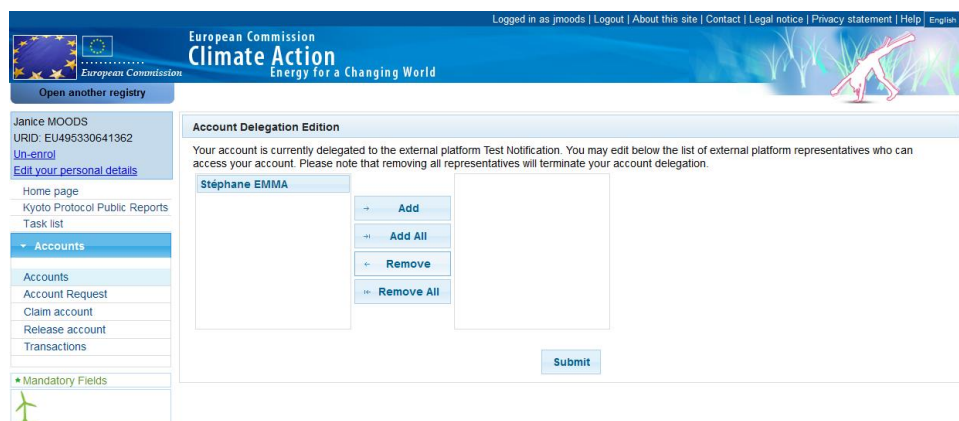 Logged in as jmoods | Logout | About this site | Contact | Legal notice | Privacy statement | Help English
European Commission
Climate Action
Energy for a Changing World
European Commission
Open another registry
Janice MOODS
URID: EU495330641362
Un-enrol
Edit your personal details
Home page
Kyoto Protocol Public Reports
Task list
Accounts
Accounts
Account Request
Claim account
Release account
Transactions
Mandatory Fields
Account Delegation Edition
Your account is currently delegated to the external platform Test Notification. You may edit below the list of external platform representatives who can
access your account. Please note that removing all representatives will terminate your account delegation.
Stéphane EMMA
Add
Add All
Remove
Remove All
Submit